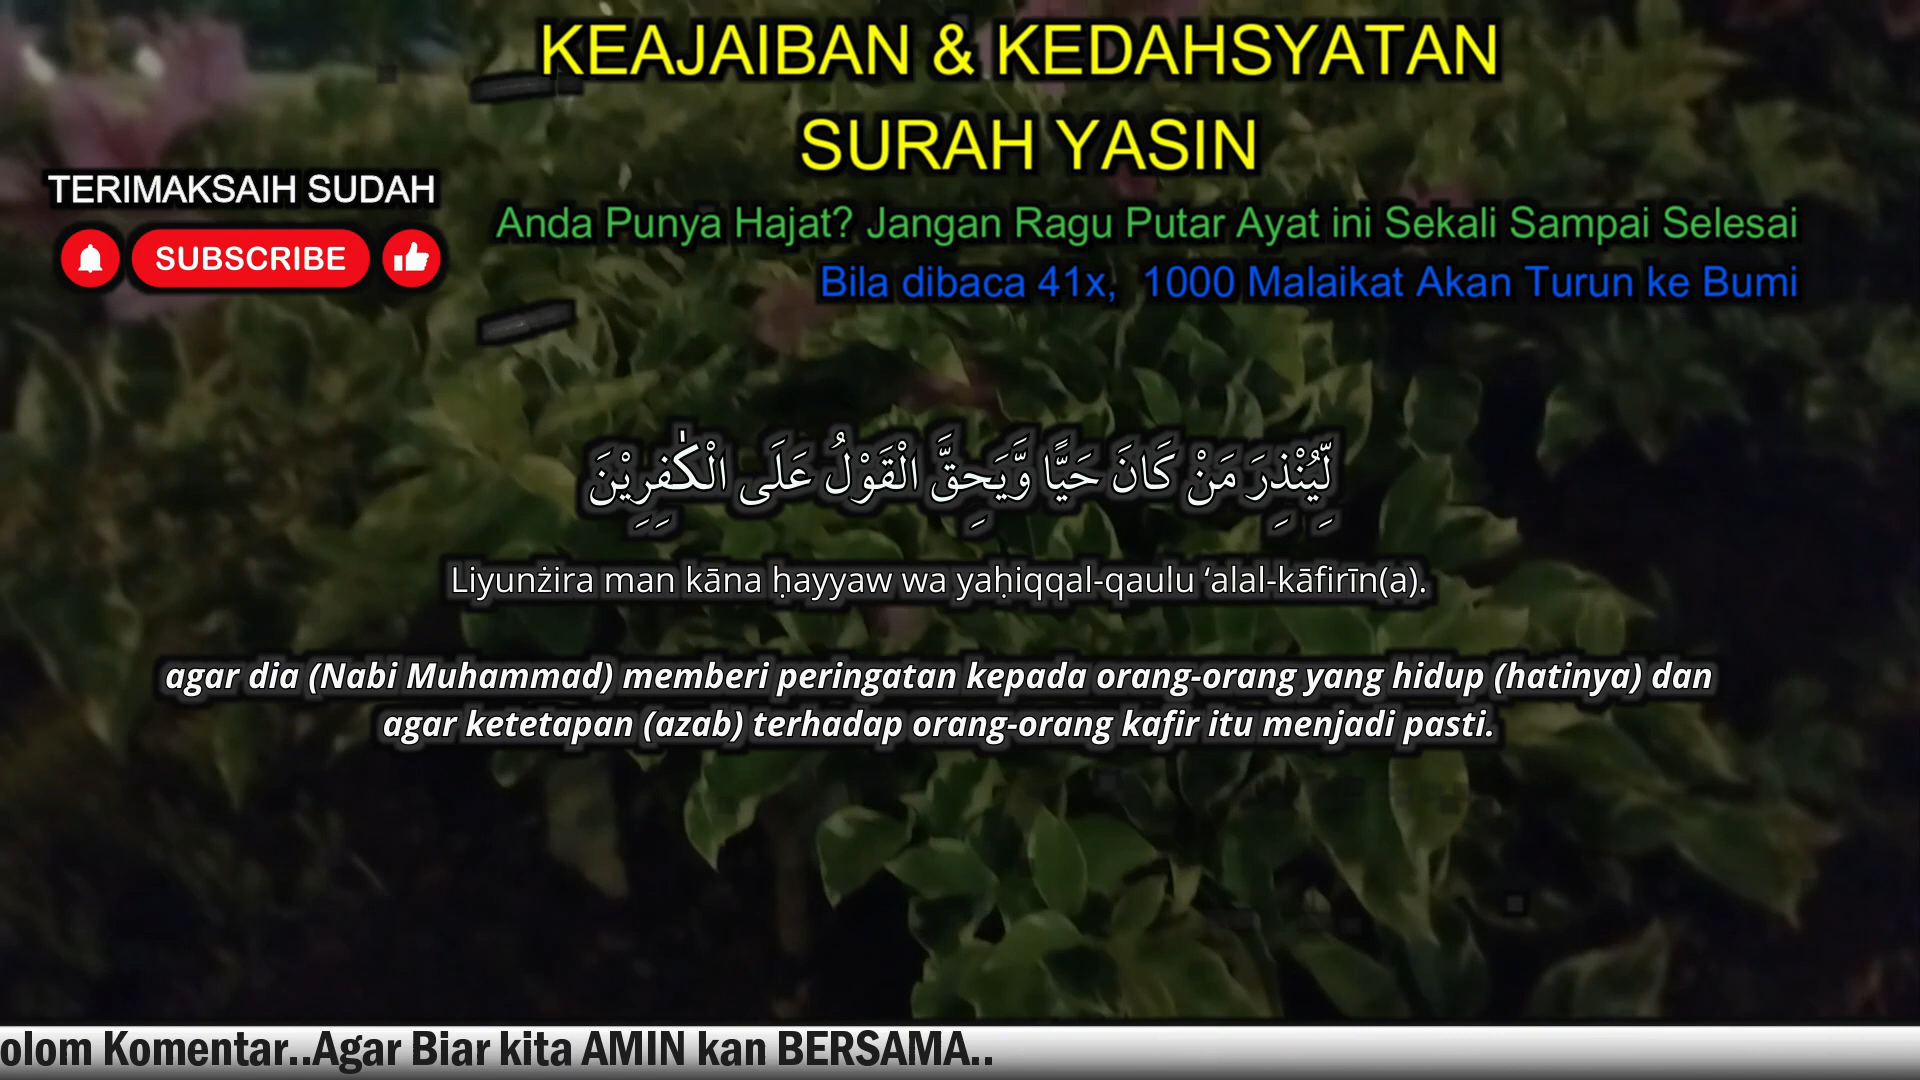 KEAJAIBAN & KEDAHSYATAN
SURAH YASIN
TERIMAKSAIH SUDAH
SUBSCRIBE
Anda Punya Hajat? Jangan Ragu Putar Ayat ini Sekali Sampai Selesai
Bila dibaca 41x, 1000 Malaikat Akan Turun ke Bumi
لِّيُنْذِرَ مَنْ كَانَ حَيًّا وَّيَحِقَّ الْقَوْلُ عَلَى الْكٰفِرِيْنَ
Liyunżira man kāna ḥayyaw wa yaḥiqqal-qaulu ‘alal-kāfirīn(a).
agar dia (Nabi Muhammad) memberi peringatan kepada orang-orang yang hidup (hatinya) dan
agar ketetapan (azab) terhadap orang-orang kafir itu menjadi pasti.
olom Komentar..Agar Biar kita AMIN kan BERSAMA..